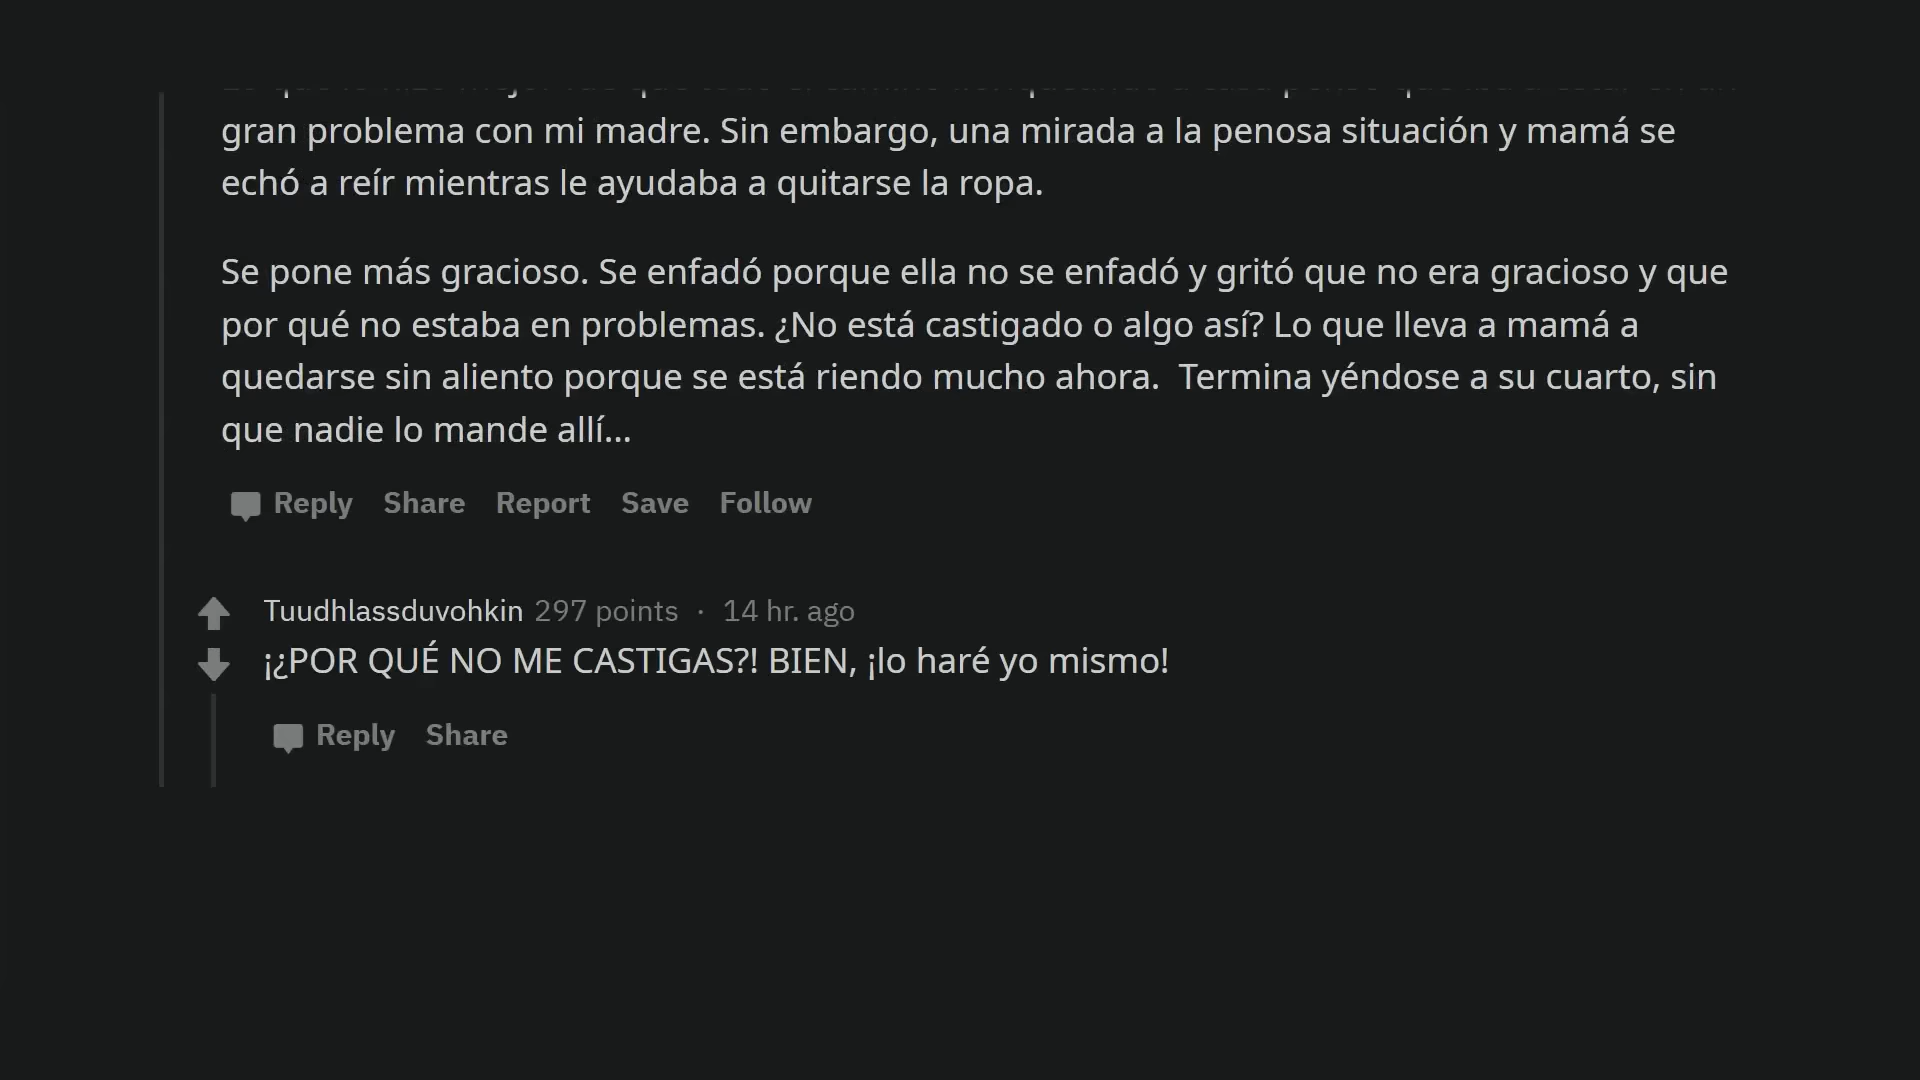 gran problema con mi madre. Sin embargo, una mirada a la penosa situación y mamá se
echó a reír mientras le ayudaba a quitarse la ropa.
Se pone más gracioso. Se enfadó porque ella no se enfadó y gritó que no era gracioso y que
por qué no estaba en problemas. ¿No está castigado o algo así? Lo que lleva a mamá a
quedarse sin aliento porque se está riendo mucho ahora.  Termina yéndose a su cuarto, sin
que nadie lo mande allí...
Reply Share Report Save Follow
Tuudhlassduvohkin 297 points · 14 hr. ago
¡¿POR QUÉ NO ME CASTIGAS?! BIEN, ¡lo haré yo mismo!
Reply Share